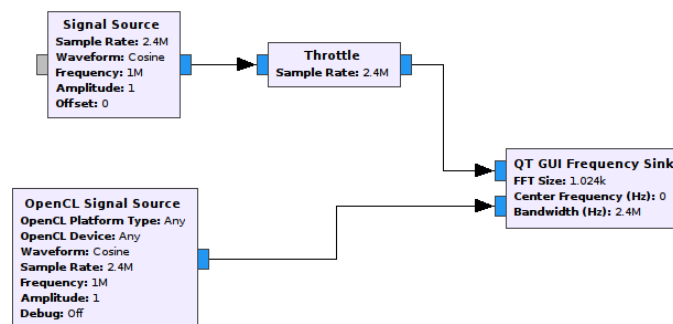 Signal Source
Sample Rate: 2.4M
Waveform: Cosine
Frequency: 1M
Amplitude: 1
Offset: 0
Throttle
Sample Rate: 2.4M
QT GUI Frequency Sink
FFT Size: 1.024k
Center Frequency (Hz): 0
Bandwidth (Hz): 2.4M
OpenCL Signal Source
OpenCL Platform Type: Any
OpenCL Device: Any
Waveform: Cosine
Sample Rate: 2.4M
Frequency: 1M
Amplitude: 1
Debug: Off